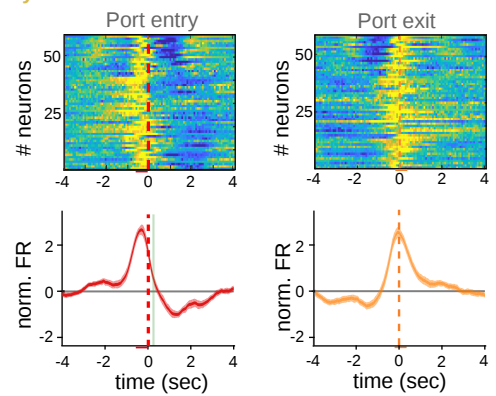 Port entry
Port exit
# neurons
50
25
-4 -2 0 2 4
# neurons
50
25
-4 -2 0 2 4
norm. FR
2
0
-2
-4 -2 0 2 4
time (sec)
norm. FR
2
0
-2
-4 -2 0 2 4
time (sec)